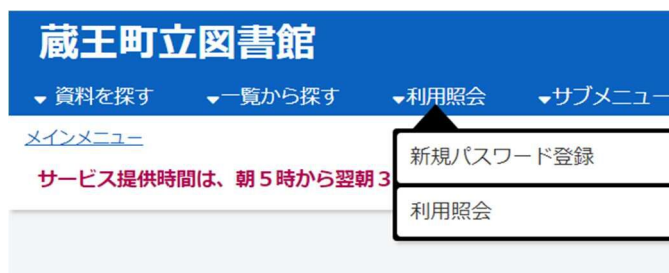 蔵王町立図書館
資料を探す 一覧から探す 利用照会 サブメニュー
メインメニュー
新規パスワード登録
サービス提供時間は、朝5時から翌朝3
利用照会